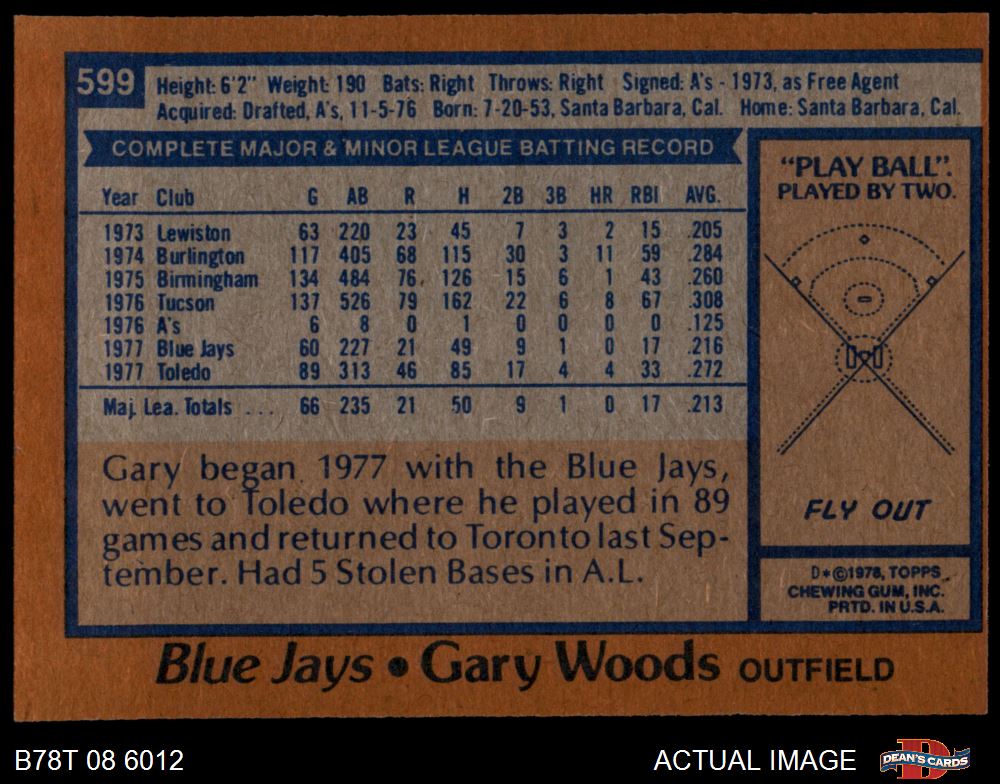 599
Height: 6'2" Weight: 190 Bats: Right Throws: Right Signed: A's - 1973, as Free Agent
Acquired: Drafted, A's, 11-5-76 Born: 7-20-53, Santa Barbara, Cal. Home: Santa Barbara, Cal.
COMPLETE MAJOR & MINOR LEAGUE BATTING RECORD
Year Club G AB R H 2B 3B HR RBI AVG.
1973 Lewiston 63 220 23 45 7 3 2 15 .205
1974 Burlington 117 405 68 115 30 3 11 59 .284
1975 Birmingham 134 484 76 126 15 6 1 43 .260
1976 Tucson 137 526 79 162 22 6 8 67 .308
1976 A's 6 8 0 1 0 0 0 0 .125
1977 Blue Jays 60 227 21 49 9 1 0 17 .216
1977 Toledo 89 313 46 85 17 4 4 33 .272
Maj. Lea. Totals ... 66 235 21 50 9 1 0 17 .213
Gary began 1977 with the Blue Jays,
went to Toledo where he played in 89
games and returned to Toronto last Sep-
tember. Had 5 Stolen Bases in A.L.
"PLAY BALL".
PLAYED BY TWO.
FLY OUT
D*©1978, TOPPS
CHEWING GUM, INC.
PRTD. IN U.S.A.
Blue Jays • Gary Woods OUTFIELD
B78T 08 6012
ACTUAL IMAGE
DEAN'S CARDS